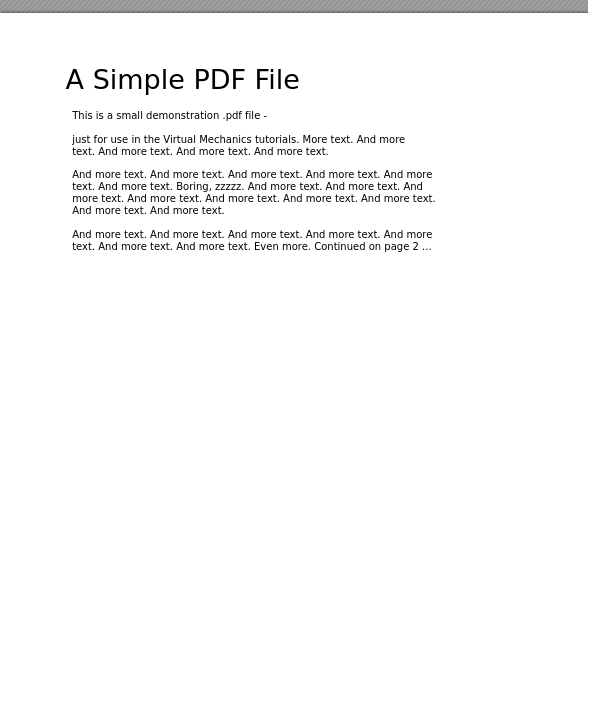 A Simple PDF File
This is a small demonstration .pdf file -
just for use in the Virtual Mechanics tutorials. More text. And more
text. And more text. And more text. And more text.
And more text. And more text. And more text. And more text. And more
text. And more text. Boring, zzzzz. And more text. And more text. And
more text. And more text. And more text. And more text. And more text.
And more text. And more text.
And more text. And more text. And more text. And more text. And more
text. And more text. And more text. Even more. Continued on page 2 ...